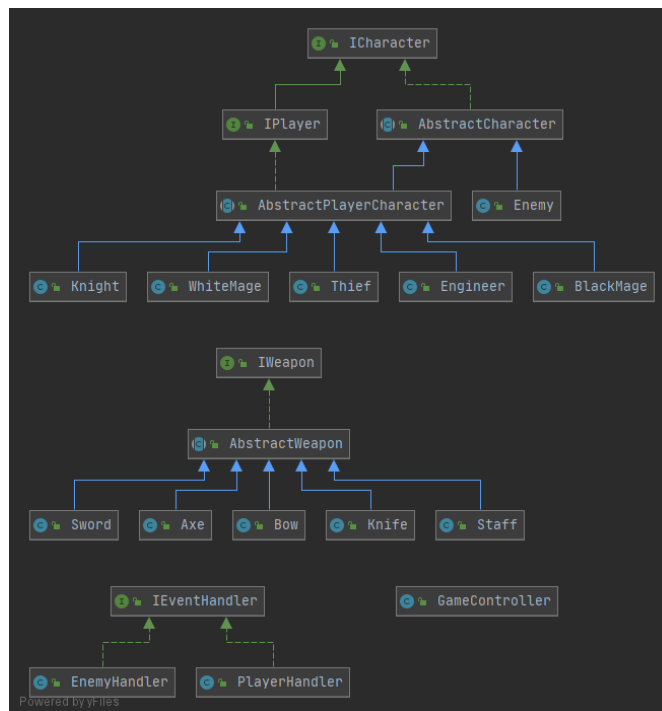 ICharacter
IPlayer
AbstractCharacter
AbstractPlayerCharacter
Enemy
Knight
WhiteMage
Thief
Engineer
BlackMage
IWeapon
AbstractWeapon
Sword
Axe
Bow
Knife
Staff
IEventHandler
GameController
EnemyHandler
PlayerHandler
Powered by yFiles